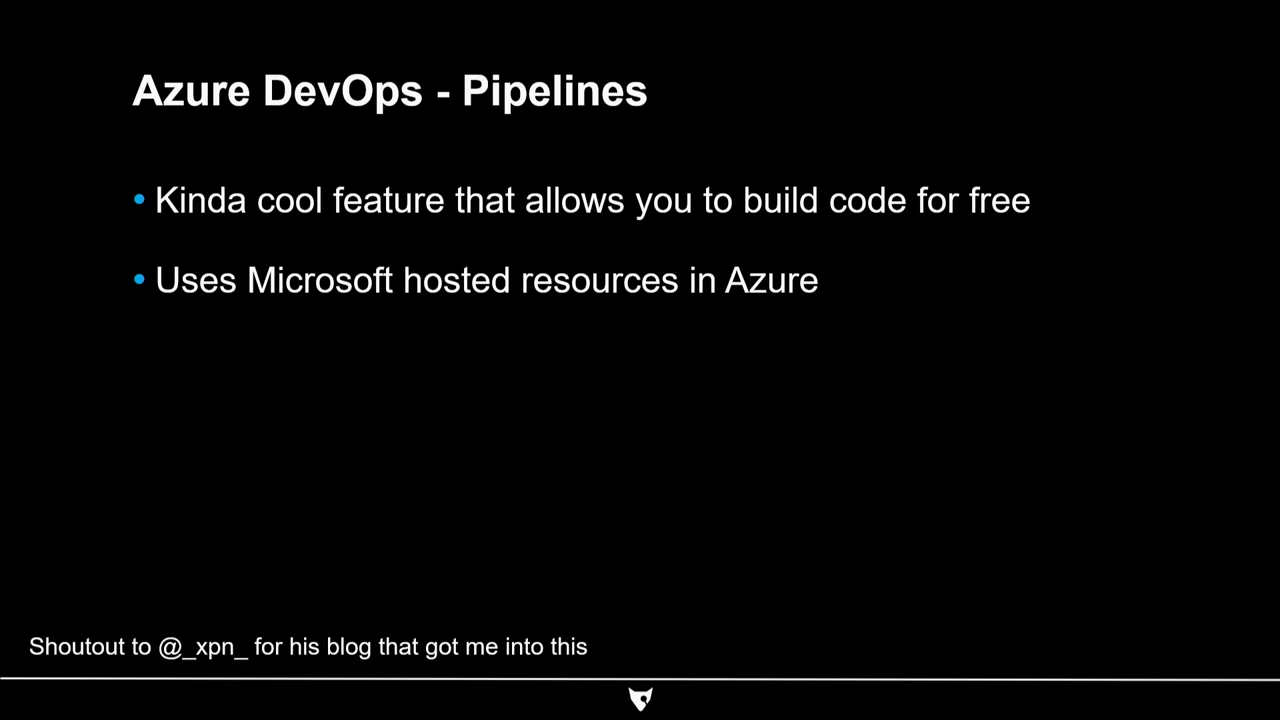 Azure DevOps - Pipelines
• Kinda cool feature that allows you to build code for free
• Uses Microsoft hosted resources in Azure
Shoutout to @_xpn_ for his blog that got me into this